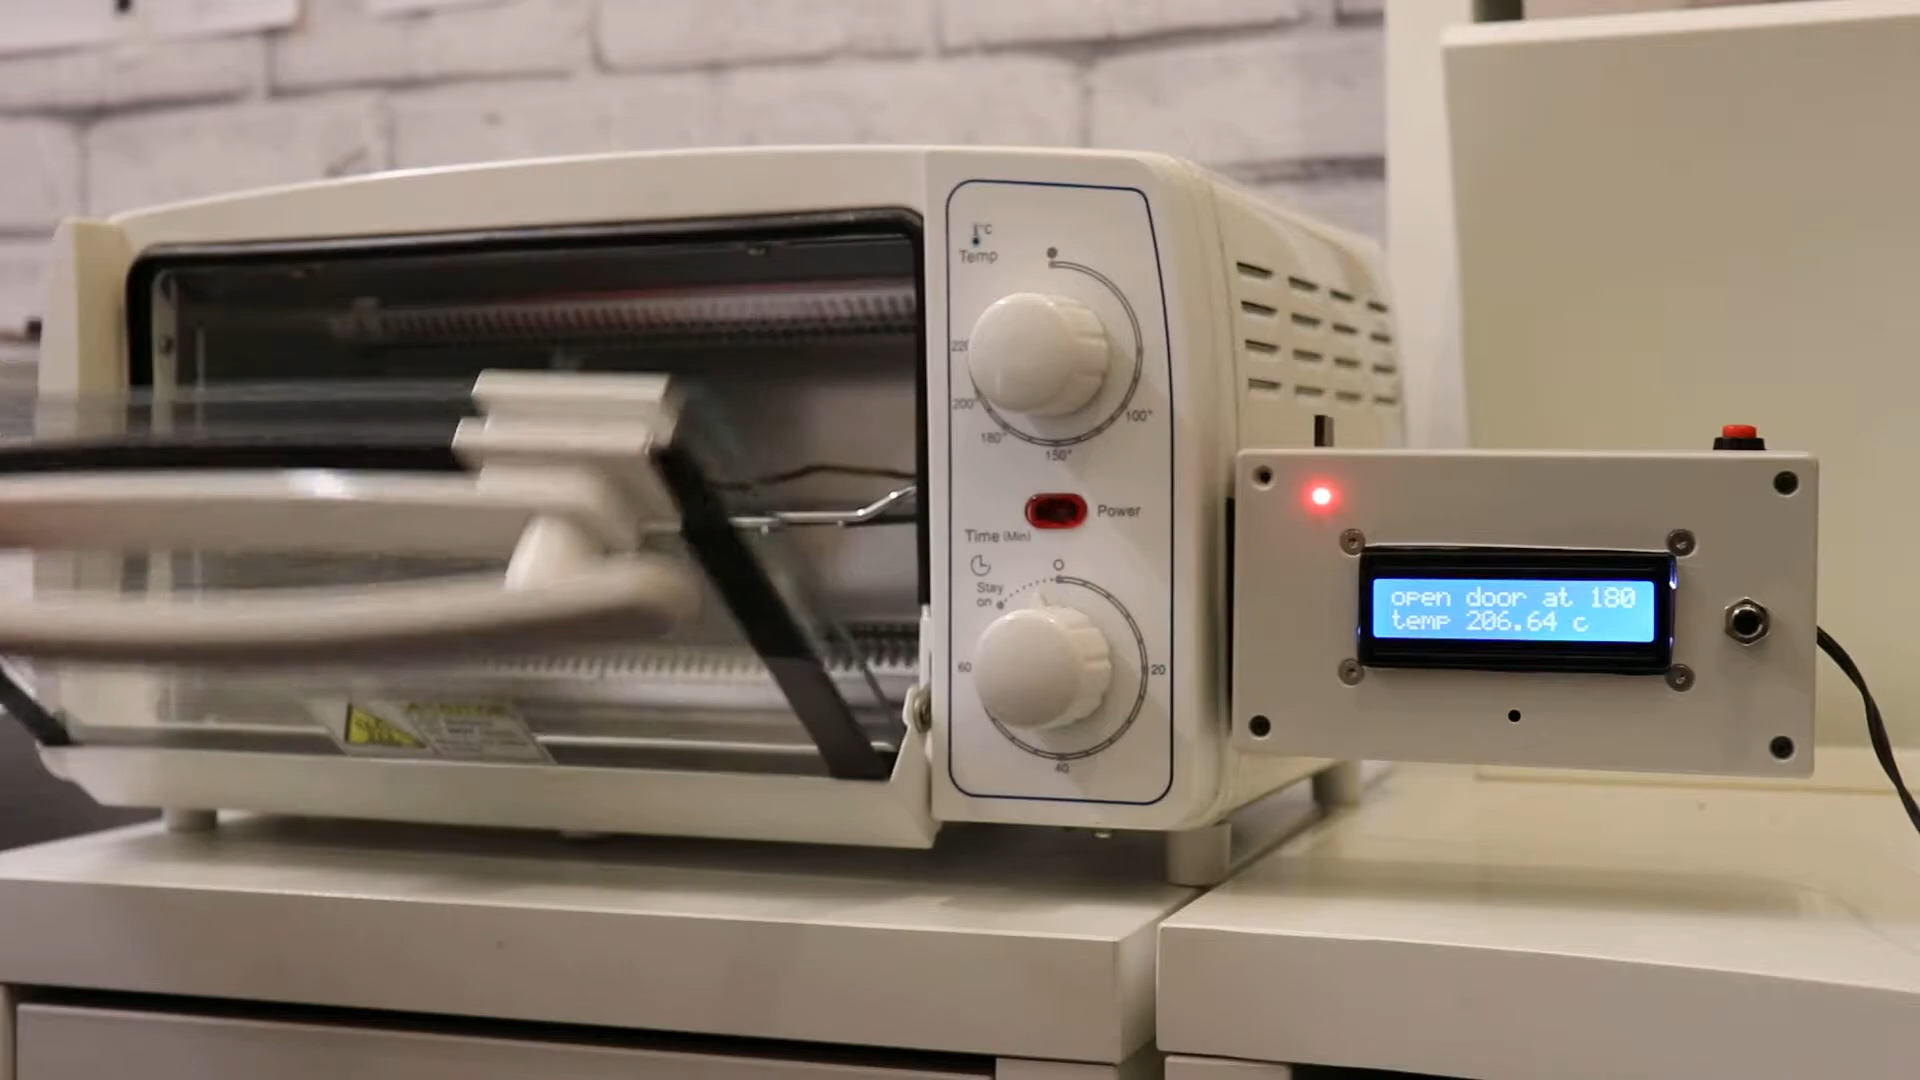 °C
Temp
220
200°
180°
150°
100°
Power
Time (Min)
Stay
on
60
20
40
open door at 180
temp 206.64 c